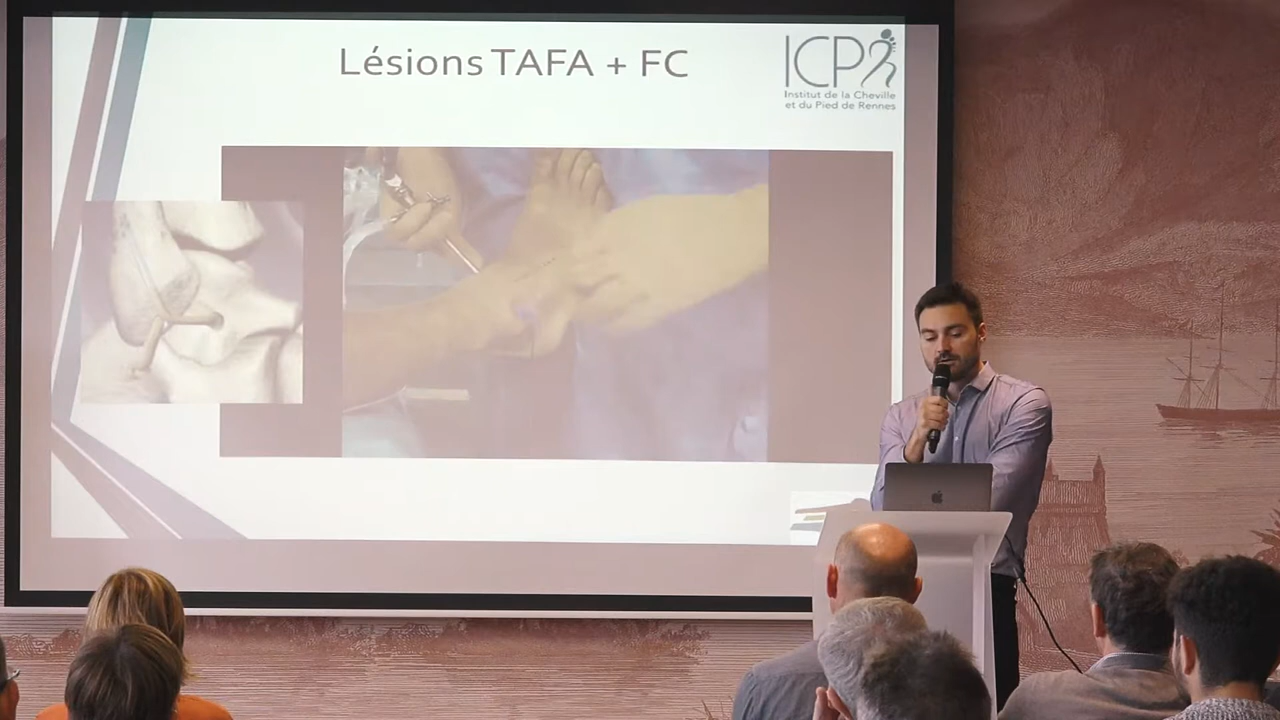 Lésions TAFA + FC
ICP
Institut de la Cheville
et du Pied de Rennes